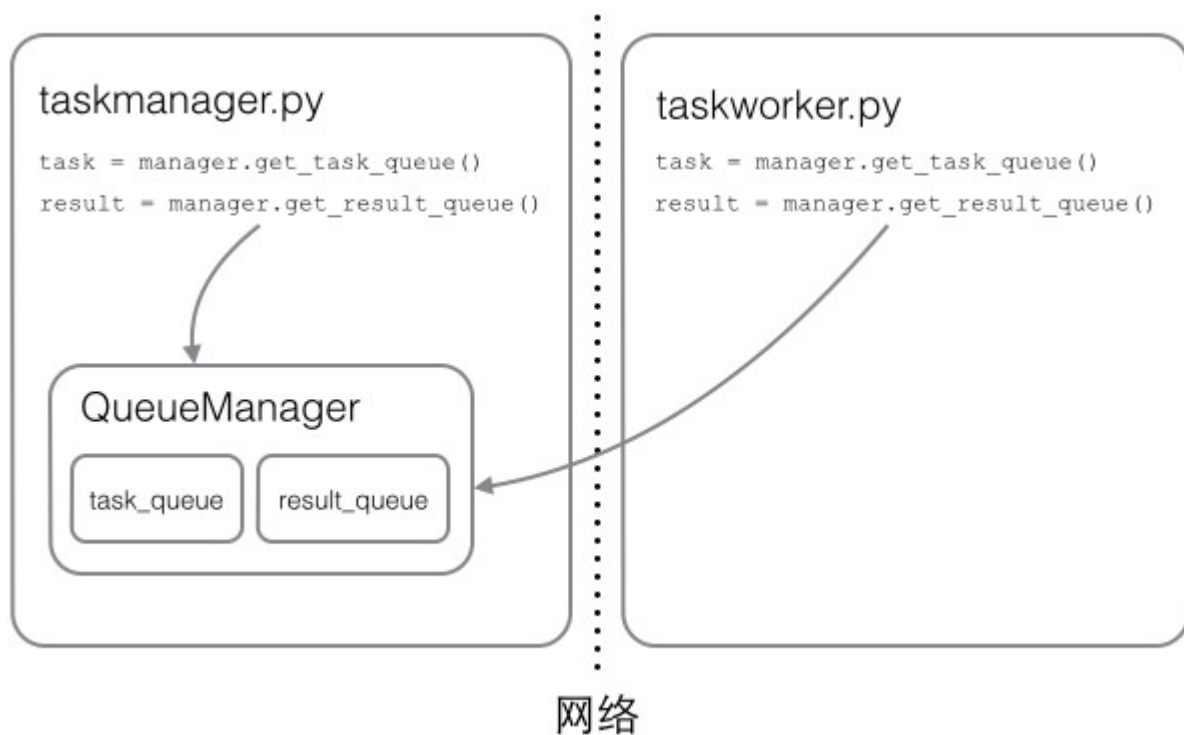 taskmanager.py
task = manager.get_task_queue()
result = manager.get_result_queue()
QueueManager
task_queue
result_queue
taskworker.py
task = manager.get_task_queue()
result = manager.get_result_queue()
网络